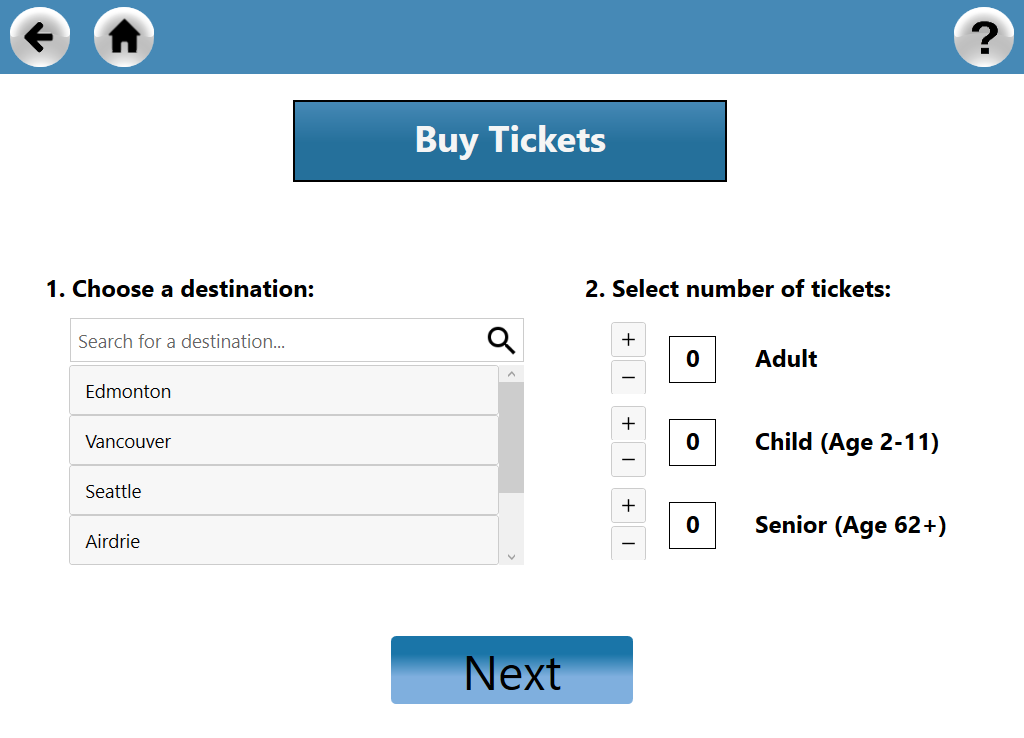 ?
Buy Tickets
1. Choose a destination:
Search for a destination...
Edmonton
Vancouver
Seattle
Airdrie
2. Select number of tickets:
+
0 Adult
−
+
0 Child (Age 2-11)
−
+
0 Senior (Age 62+)
−
Next